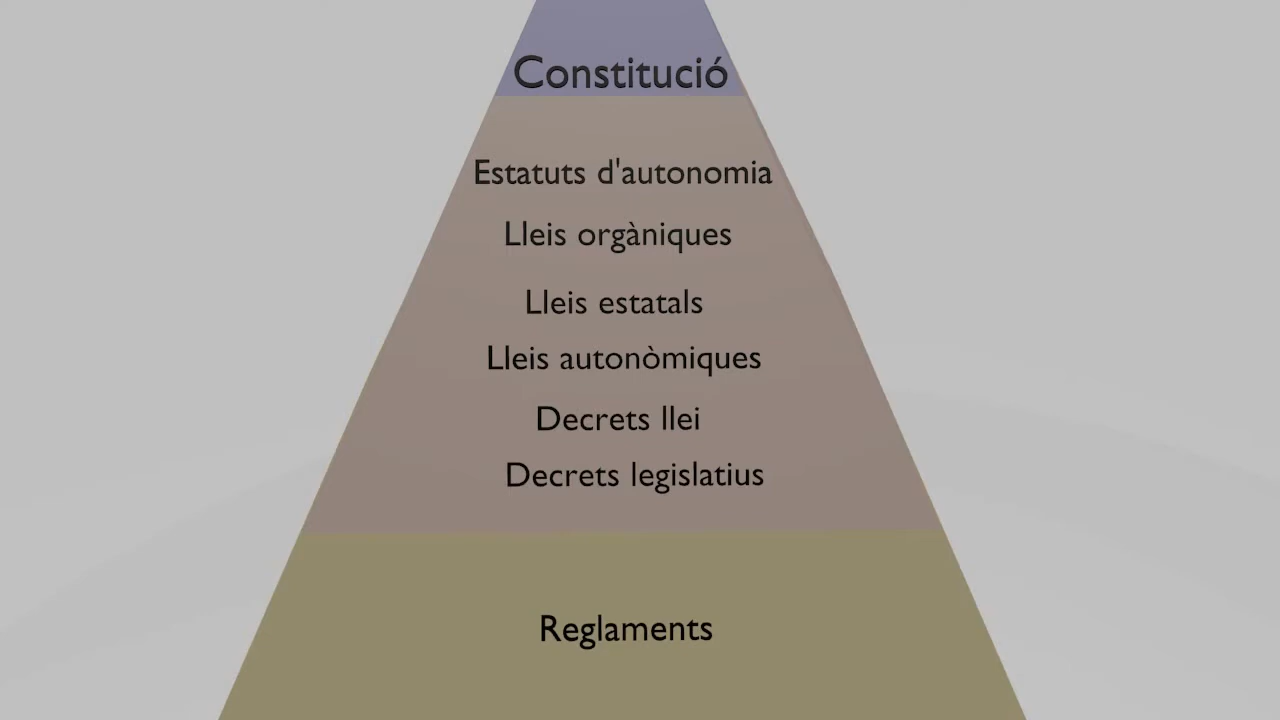 Constitució
Estatuts d'autonomia
Lleis orgàniques
Lleis estatals
Lleis autonòmiques
Decrets llei
Decrets legislatius
Reglaments